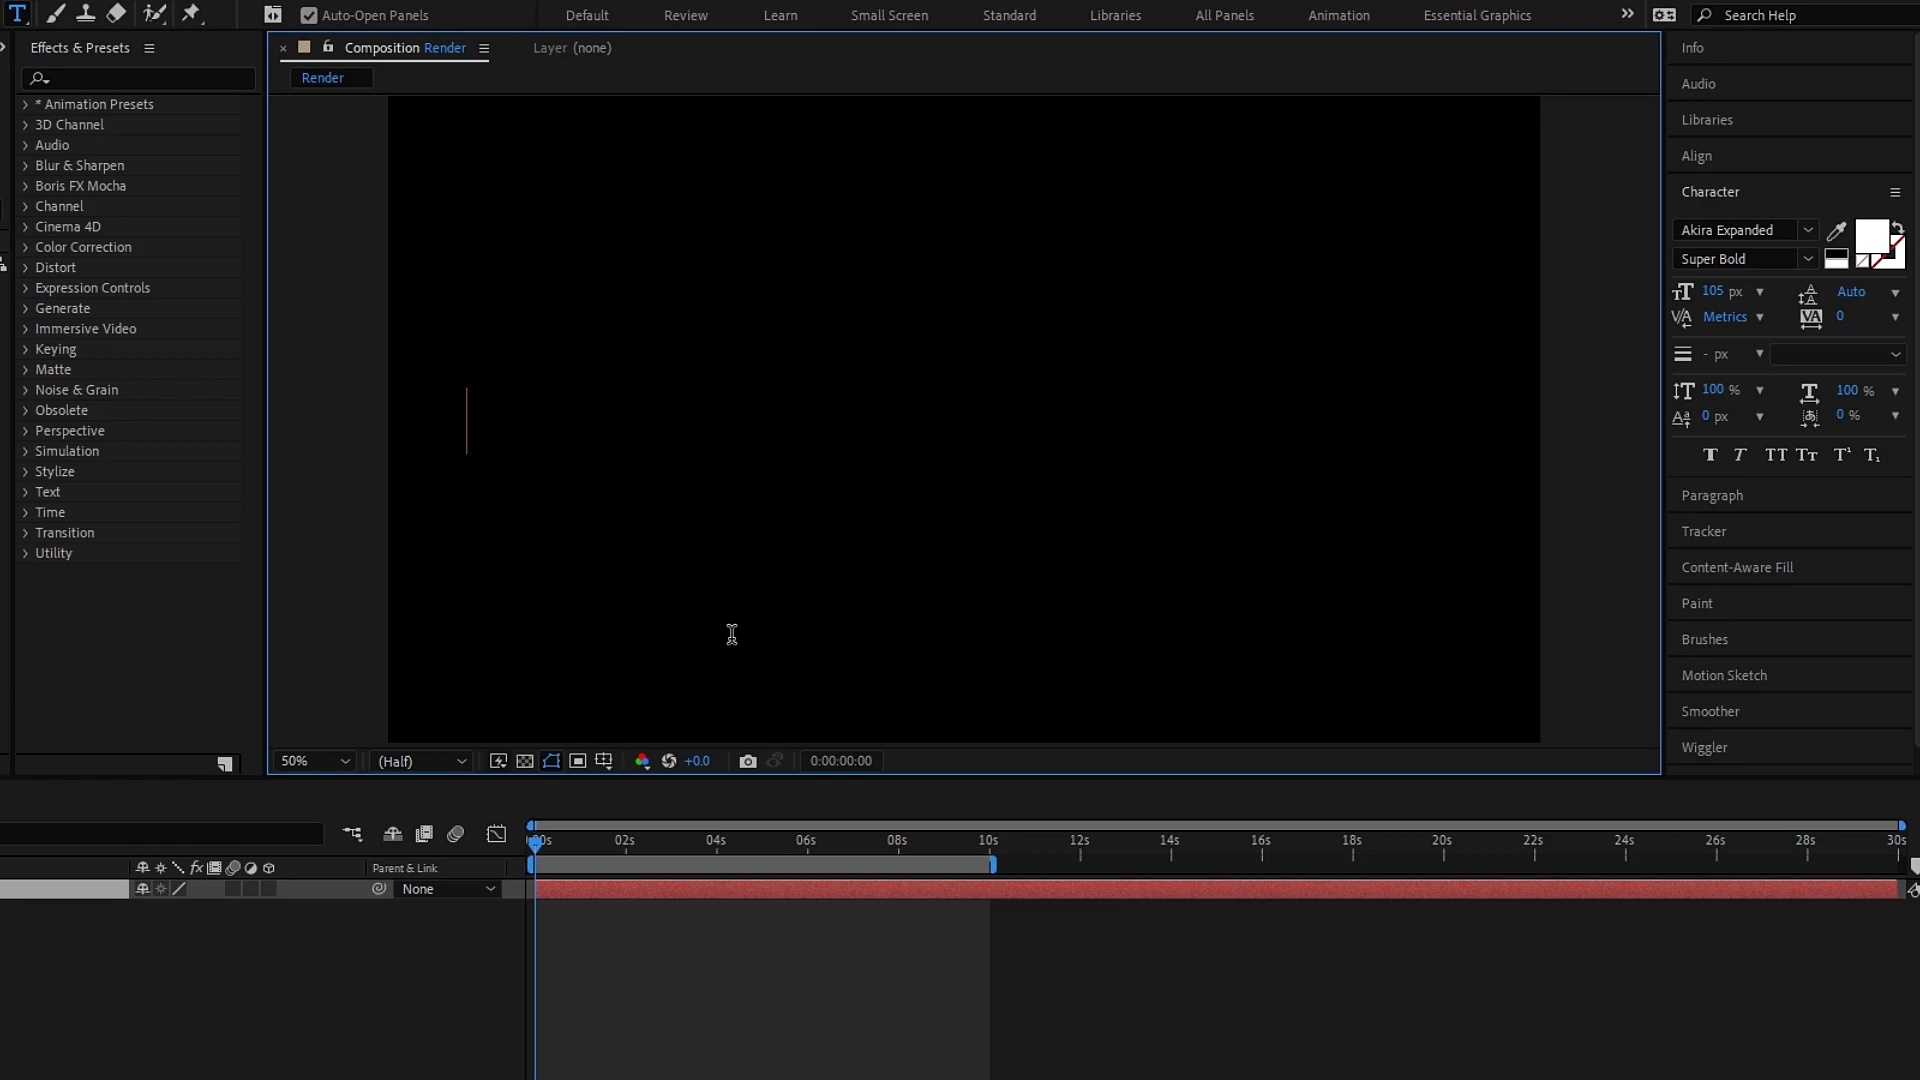 Auto-Open Panels Default Review Learn Small Screen Standard Libraries All Panels Animation Essential Graphics Search Help
Effects & Presets
Composition Render
Layer (none)
Render
* Animation Presets
3D Channel
Audio
Blur & Sharpen
Boris FX Mocha
Channel
Cinema 4D
Color Correction
Distort
Expression Controls
Generate
Immersive Video
Keying
Matte
Noise & Grain
Obsolete
Perspective
Simulation
Stylize
Text
Time
Transition
Utility
50% (Half) +0.0 0:00:00:00
Info
Audio
Libraries
Align
Character
Akira Expanded
Super Bold
105 px Auto
Metrics 0
- px
100 % 100 %
0 px 0 %
T T TT Tᴛ T¹ T₁
Paragraph
Tracker
Content-Aware Fill
Paint
Brushes
Motion Sketch
Smoother
Wiggler
00s 02s 04s 06s 08s 10s 12s 14s 16s 18s 20s 22s 24s 26s 28s 30s
fx Parent & Link
None